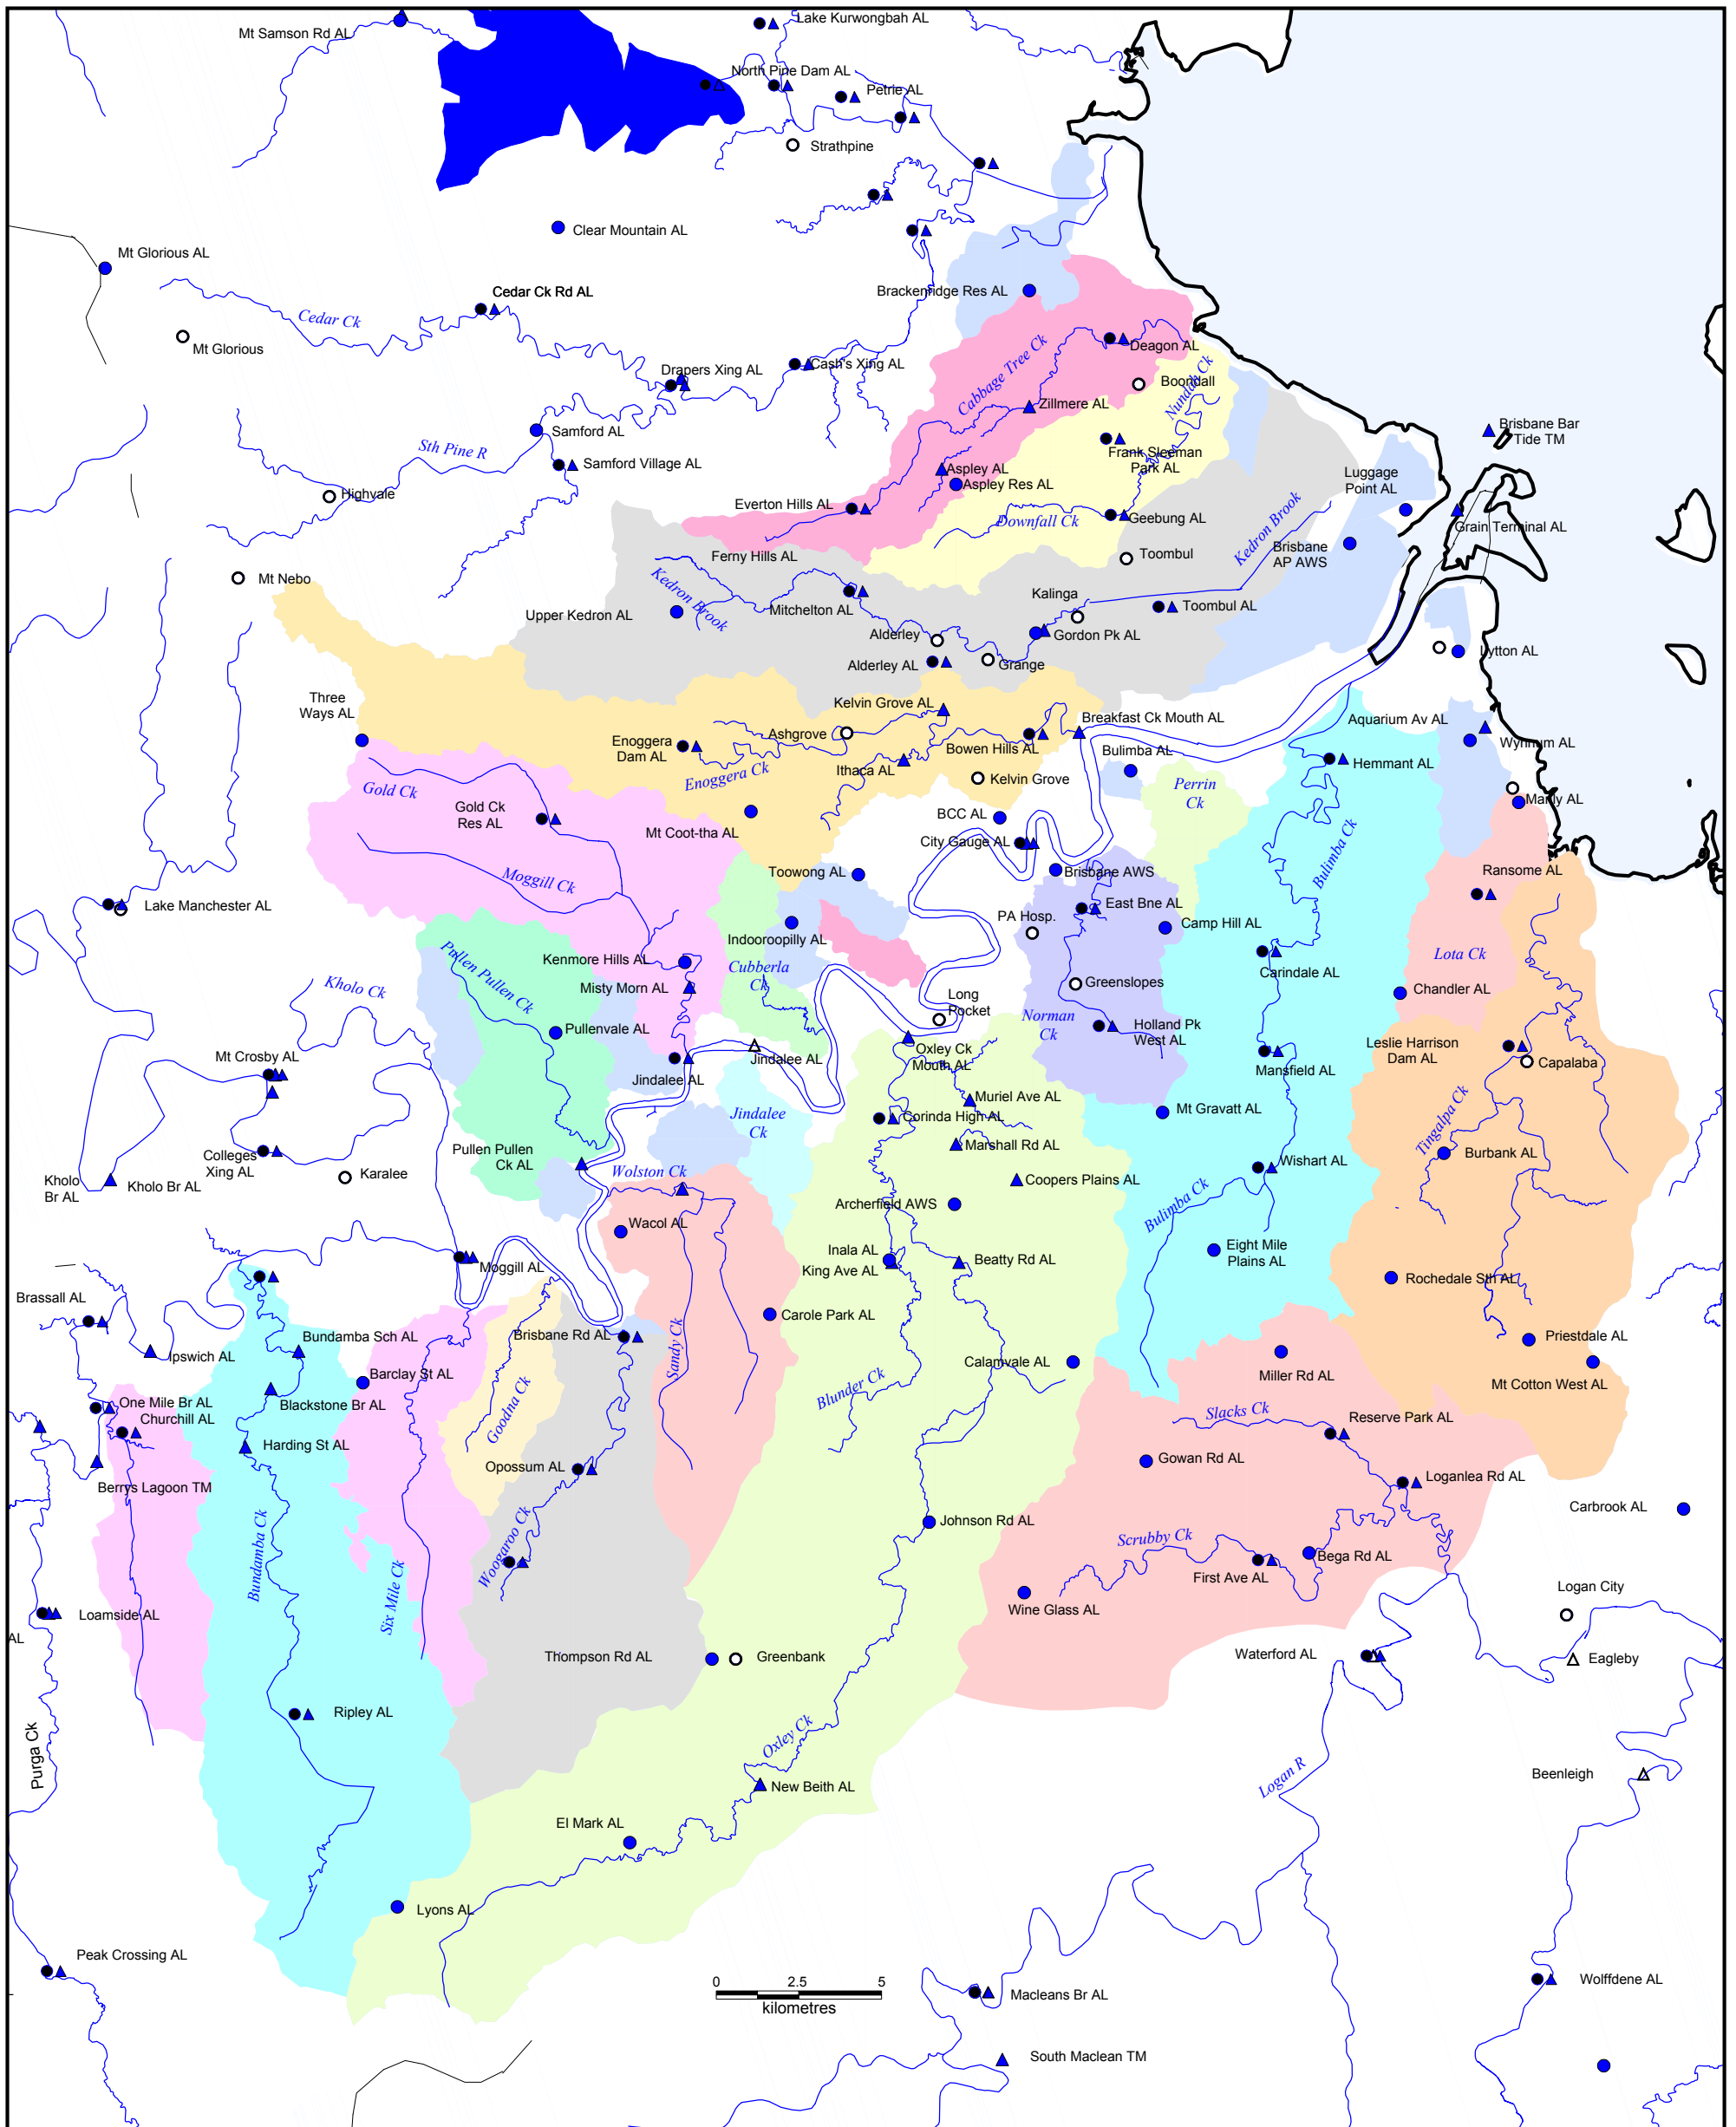 Mt Samson Rd AL
Lake Kurwongbah AL
North Pine Dam AL
Petrie AL
Strathpine
Clear Mountain AL
Mt Glorious AL
Brackenridge Res AL
Cedar Ck Rd AL
Cedar Ck
Mt Glorious
Deagon AL
Cabbage Tree Ck
Drapers Xing AL
Cash's Xing AL
Boondall
Nundah Ck
Zillmere AL
Samford AL
Brisbane Bar
Tide TM
Sth Pine R
Samford Village AL
Frank Sleeman
Park AL
Aspley AL
Luggage
Point AL
Aspley Res AL
Highvale
Everton Hills AL
Downfall Ck
Geebung AL
Kedron Brook
Grain Terminal AL
Ferny Hills AL
Toombul
Brisbane
AP AWS
Mt Nebo
Kedron Brook
Kalinga
Upper Kedron AL
Mitchelton AL
Toombul AL
Alderley
Gordon Pk AL
Alderley AL
Grange
Lytton AL
Three
Ways AL
Kelvin Grove AL
Breakfast Ck Mouth AL
Aquarium Av AL
Ashgrove
Enoggera
Dam AL
Bowen Hills AL
Bulimba AL
Wynnum AL
Ithaca AL
Hemmant AL
Enoggera Ck
Kelvin Grove
Perrin
Ck
Gold Ck
Manly AL
Gold Ck
Res AL
BCC AL
Mt Coot-tha AL
City Gauge AL
Bulimba Ck
Moggill Ck
Toowong AL
Brisbane AWS
Ransome AL
Lake Manchester AL
PA Hosp.
East Bne AL
Camp Hill AL
Indooroopilly AL
Pullen Pullen Ck
Kenmore Hills AL
Cubberla
Ck
Lota Ck
Carindale AL
Kholo Ck
Misty Morn AL
Greenslopes
Chandler AL
Long
Pocket
Norman
Ck
Pullenvale AL
Holland Pk
West AL
Mt Crosby AL
Jindalee AL
Oxley Ck
Mouth AL
Leslie Harrison
Dam AL
Capalaba
Jindalee AL
Mansfield AL
Muriel Ave AL
Jindalee
Ck
Corinda High AL
Mt Gravatt AL
Tingalpa Ck
Colleges
Xing AL
Pullen Pullen
Ck AL
Marshall Rd AL
Burbank AL
Wishart AL
Karalee
Wolston Ck
Kholo
Br AL
Kholo Br AL
Coopers Plains AL
Archerfield AWS
Bulimba Ck
Wacol AL
Inala AL
King Ave AL
Beatty Rd AL
Eight Mile
Plains AL
Moggill AL
Rochedale Sth AL
Brassall AL
Carole Park AL
Bundamba Sch AL
Brisbane Rd AL
Priestdale AL
Ipswich AL
Sandy Ck
Calamvale AL
Barclay St AL
Miller Rd AL
Mt Cotton West AL
Blunder Ck
One Mile Br AL
Churchill AL
Blackstone Br AL
Goodna Ck
Slacks Ck
Reserve Park AL
Harding St AL
Gowan Rd AL
Opossum AL
Loganlea Rd AL
Berrys Lagoon TM
Carbrook AL
Johnson Rd AL
Bundamba Ck
Woogaroo Ck
Scrubby Ck
Bega Rd AL
Six Mile Ck
First Ave AL
Logan City
Wine Glass AL
Loamside AL
AL
Thompson Rd AL
Greenbank
Waterford AL
Eagleby
Ripley AL
Oxley Ck
Purga Ck
Logan R
Beenleigh
New Beith AL
El Mark AL
Lyons AL
Peak Crossing AL
0 2.5 5
kilometres
Macleans Br AL
Wolffdene AL
South Maclean TM